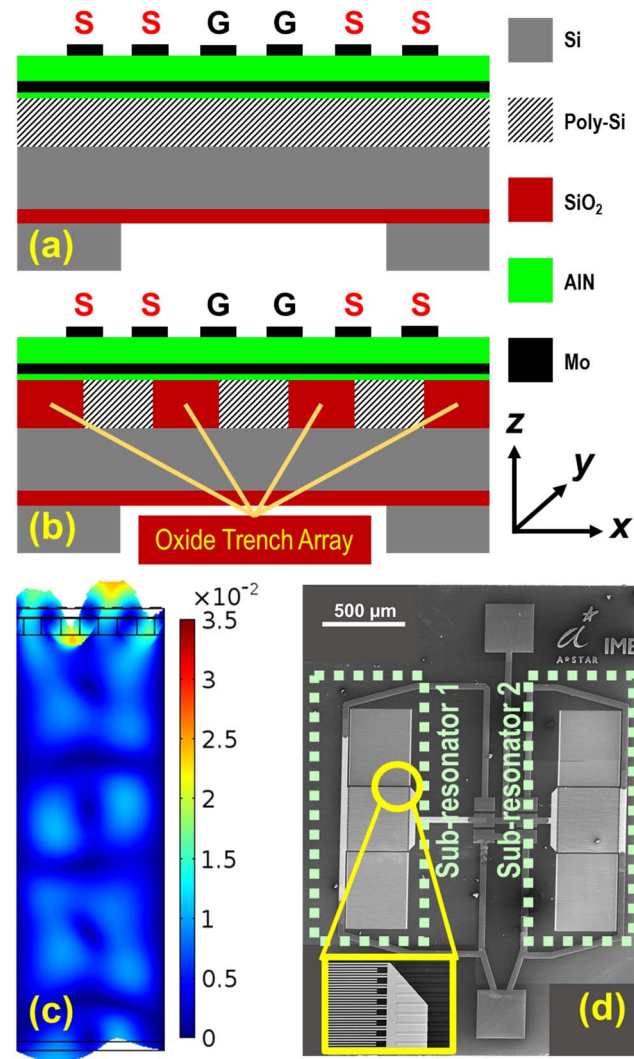 S S G G S S
Si
Poly-Si
SiO₂
AlN
Mo
(a)
S S G G S S
(b)
Oxide Trench Array
z
y
x
×10⁻²
3.5
3
2.5
2
1.5
1
0.5
0
(c)
500 μm
a
A★STAR
IME
Sub-resonator 1
Sub-resonator 2
(d)